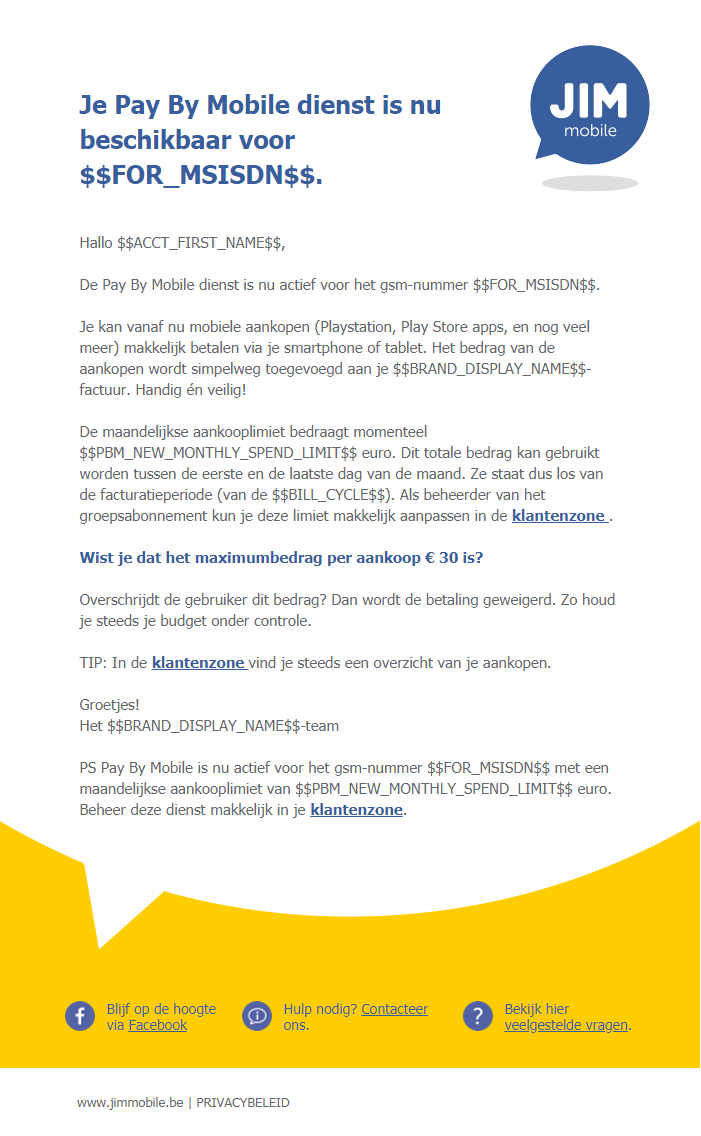 JIM
mobile
Je Pay By Mobile dienst is nu
beschikbaar voor
$$FOR_MSISDN$$.
Hallo $$ACCT_FIRST_NAME$$,
De Pay By Mobile dienst is nu actief voor het gsm-nummer $$FOR_MSISDN$$.
Je kan vanaf nu mobiele aankopen (Playstation, Play Store apps, en nog veel
meer) makkelijk betalen via je smartphone of tablet. Het bedrag van de
aankopen wordt simpelweg toegevoegd aan je $$BRAND_DISPLAY_NAME$$-
factuur. Handig én veilig!
De maandelijkse aankooplimiet bedraagt momenteel
$$PBM_NEW_MONTHLY_SPEND_LIMIT$$ euro. Dit totale bedrag kan gebruikt
worden tussen de eerste en de laatste dag van de maand. Ze staat dus los van
de facturatieperiode (van de $$BILL_CYCLE$$). Als beheerder van het
groepsabonnement kun je deze limiet makkelijk aanpassen in de klantenzone .
Wist je dat het maximumbedrag per aankoop € 30 is?
Overschrijdt de gebruiker dit bedrag? Dan wordt de betaling geweigerd. Zo houd
je steeds je budget onder controle.
TIP: In de klantenzone vind je steeds een overzicht van je aankopen.
Groetjes!
Het $$BRAND_DISPLAY_NAME$$-team
PS Pay By Mobile is nu actief voor het gsm-nummer $$FOR_MSISDN$$ met een
maandelijkse aankooplimiet van $$PBM_NEW_MONTHLY_SPEND_LIMIT$$ euro.
Beheer deze dienst makkelijk in je klantenzone.
Blijf op de hoogte
via Facebook
Hulp nodig? Contacteer
ons.
Bekijk hier
veelgestelde vragen.
www.jimmobile.be | PRIVACYBELEID